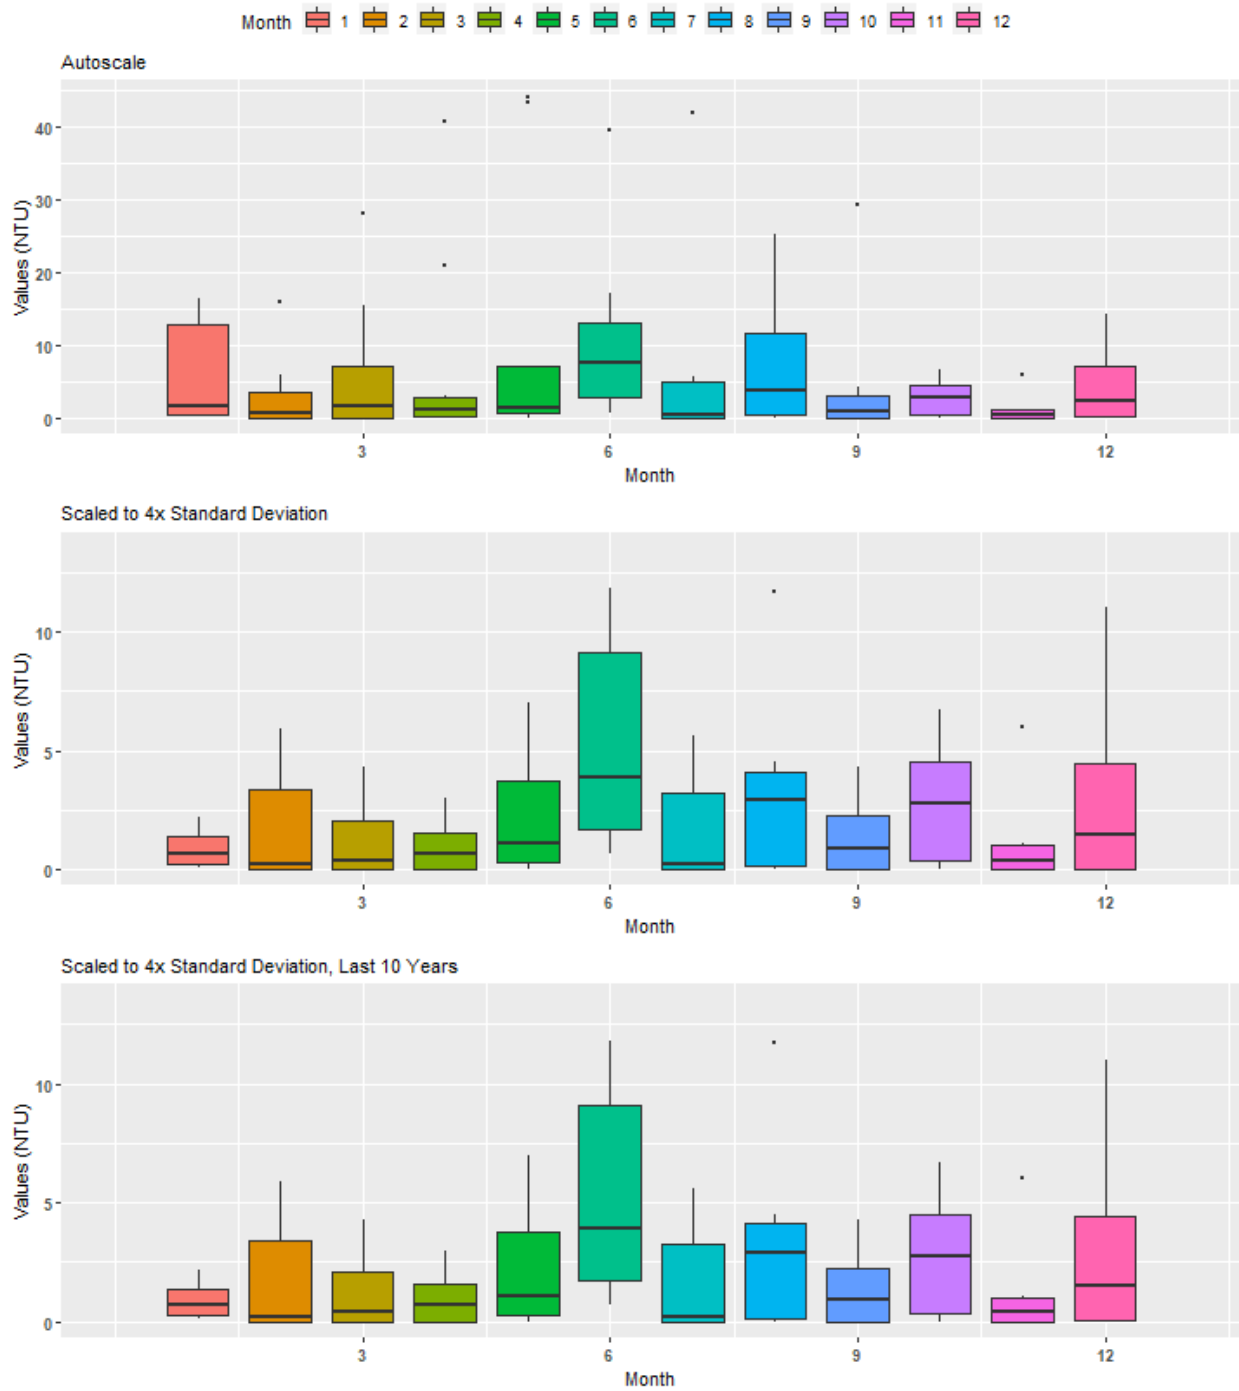 Month 1 2 3 4 5 6 7 8 9 10 11 12
Autoscale
Values (NTU)
40
30
20
10
0
3 6 9 12
Month
Scaled to 4x Standard Deviation
Values (NTU)
10
5
0
3 6 9 12
Month
Scaled to 4x Standard Deviation, Last 10 Years
Values (NTU)
10
5
0
3 6 9 12
Month